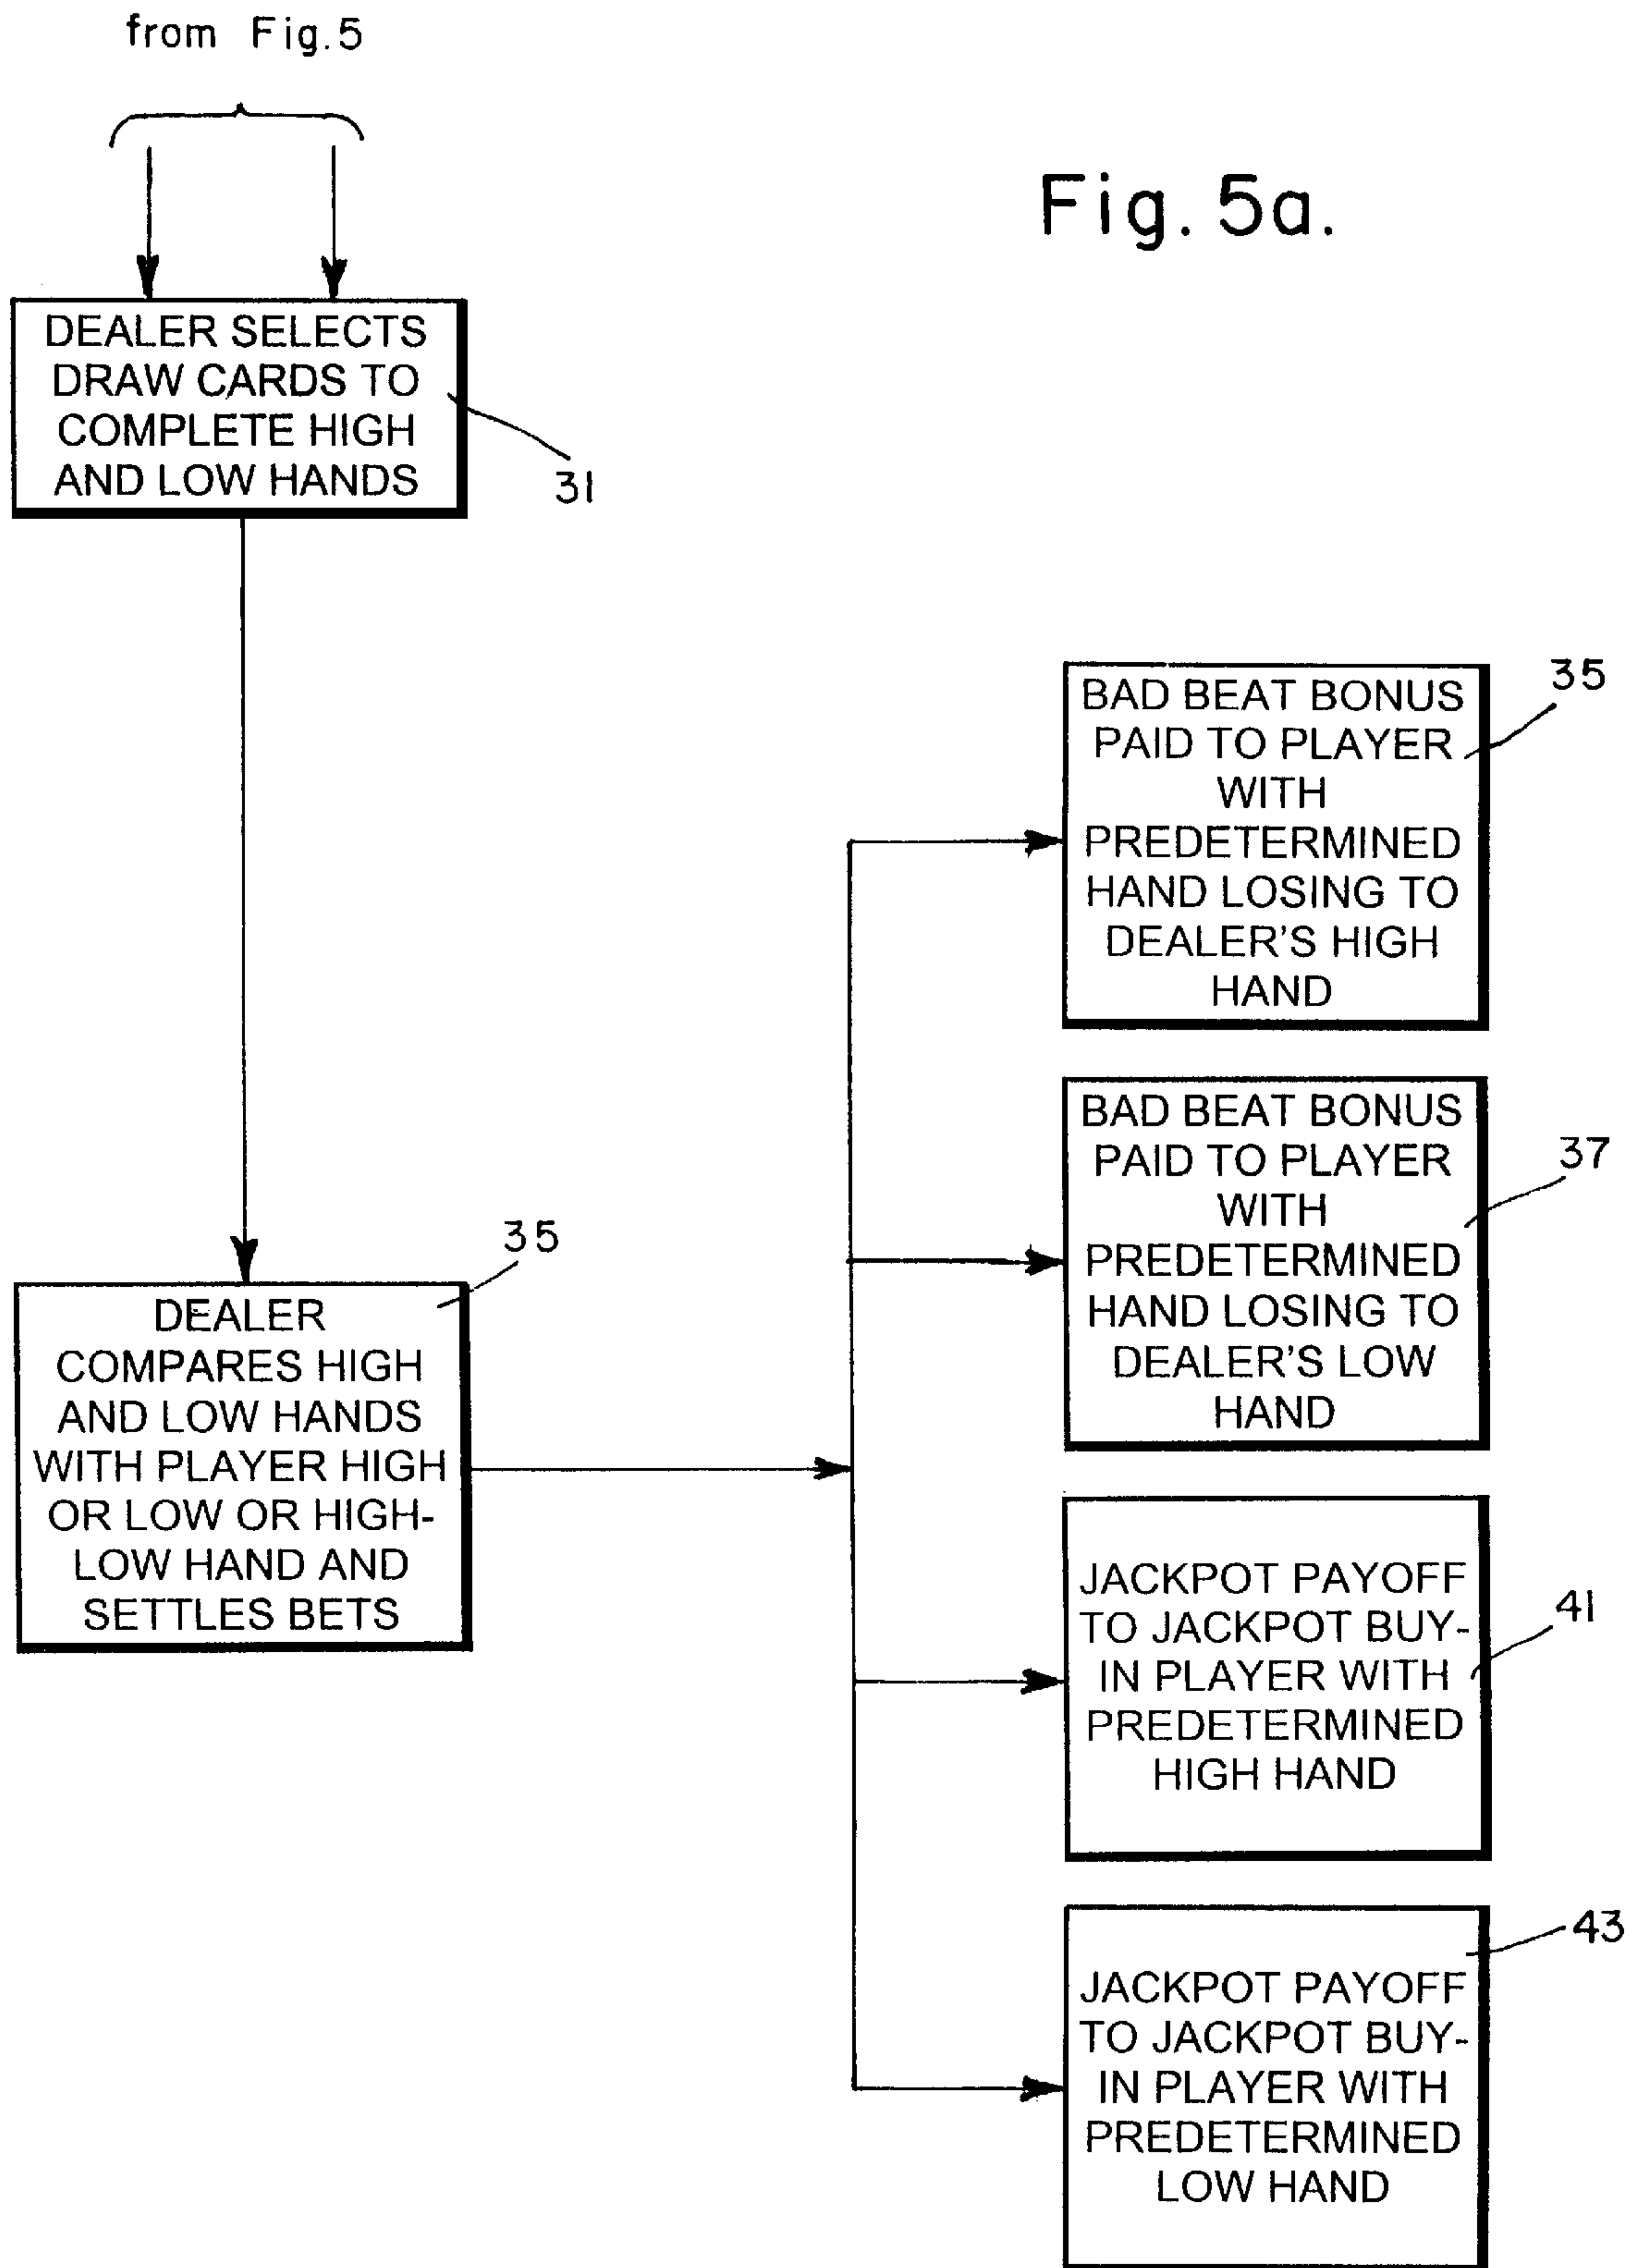 from Fig.5
Fig. 5a.
DEALER SELECTS
DRAW CARDS TO
COMPLETE HIGH
AND LOW HANDS
31
35
DEALER
COMPARES HIGH
AND LOW HANDS
WITH PLAYER HIGH
OR LOW OR HIGH-
LOW HAND AND
SETTLES BETS
BAD BEAT BONUS
PAID TO PLAYER
WITH
PREDETERMINED
HAND LOSING TO
DEALER'S HIGH
HAND
35
BAD BEAT BONUS
PAID TO PLAYER
WITH
PREDETERMINED
HAND LOSING TO
DEALER'S LOW
HAND
37
JACKPOT PAYOFF
TO JACKPOT BUY-
IN PLAYER WITH
PREDETERMINED
HIGH HAND
41
JACKPOT PAYOFF
TO JACKPOT BUY-
IN PLAYER WITH
PREDETERMINED
LOW HAND
43